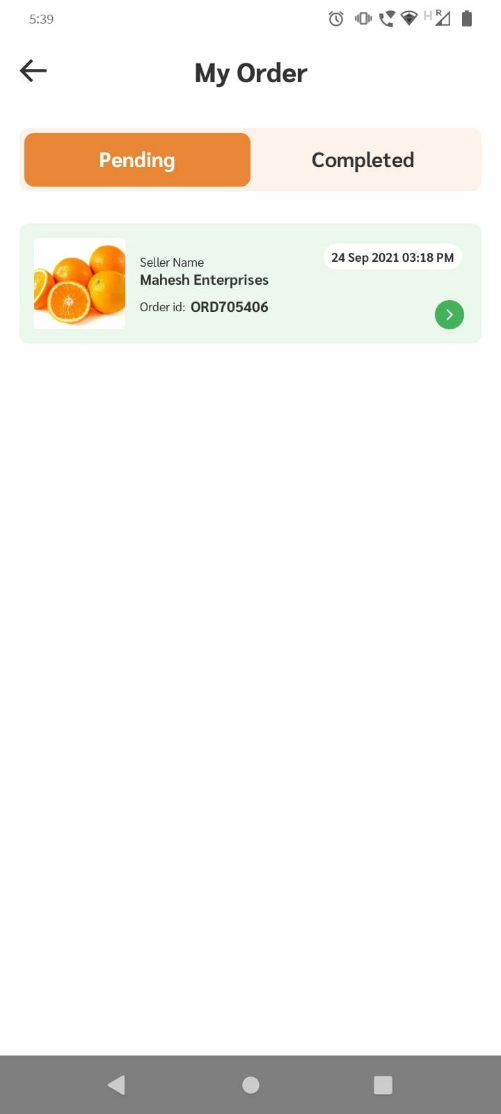 5:39
H R
My Order
Pending
Completed
Seller Name
24 Sep 2021 03:18 PM
Mahesh Enterprises
Order id: ORD705406